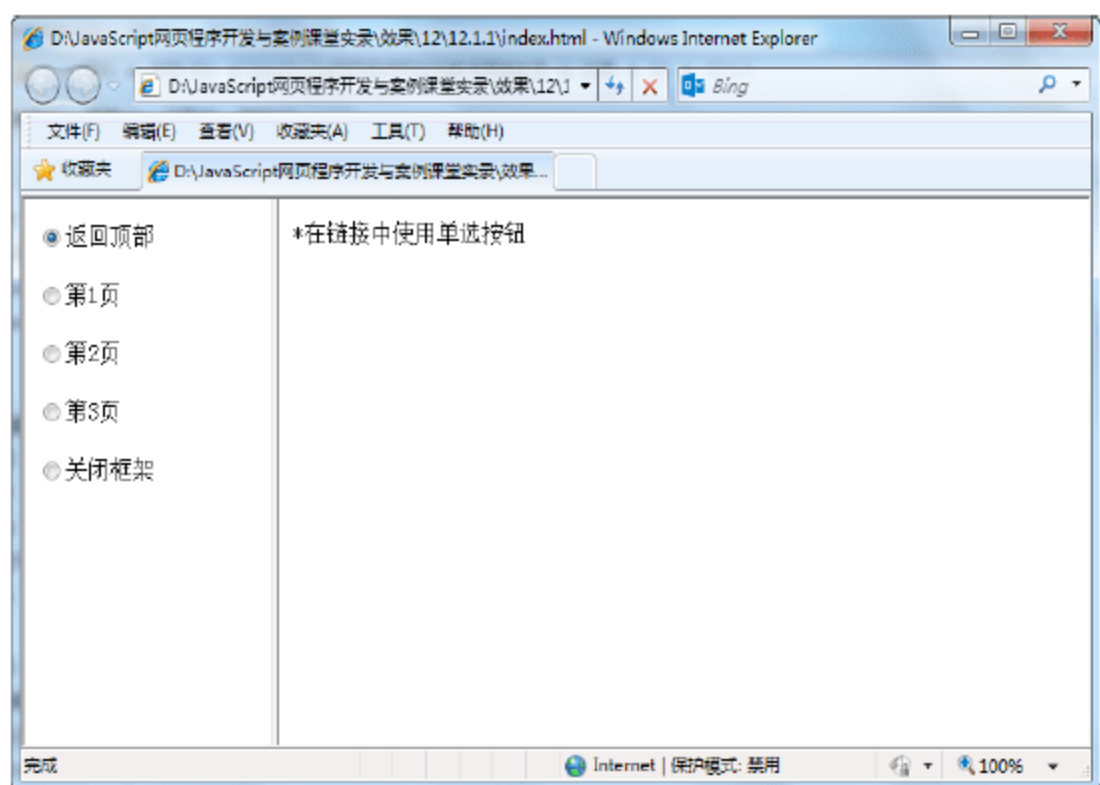 D:\JavaScript网页程序开发与案例课堂实录\效果\12\12.1.1\index.html - Windows Internet Explorer
D:\JavaScript网页程序开发与案例课堂实录\效果\12\1
Bing
文件(F) 编辑(E) 查看(V) 收藏夹(A) 工具(T) 帮助(H)
收藏夹 D:\JavaScript网页程序开发与案例课堂实录\效果...
返回顶部
*在链接中使用单选按钮
第1页
第2页
第3页
关闭框架
完成 Internet | 保护模式: 禁用 100%